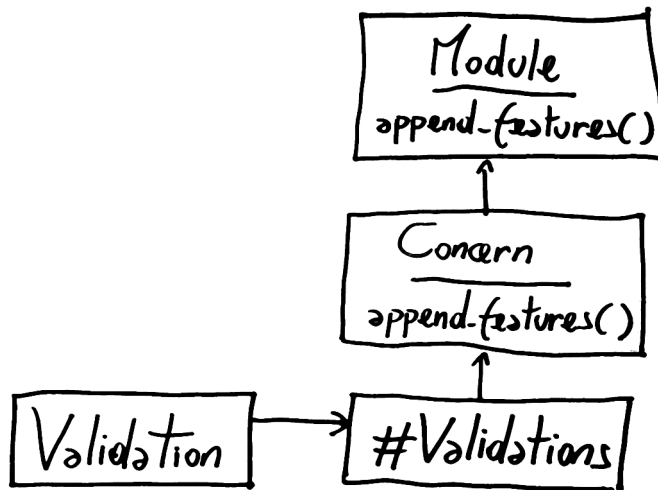 Module
append_features()
Concern
append_features()
Validation
#Validations